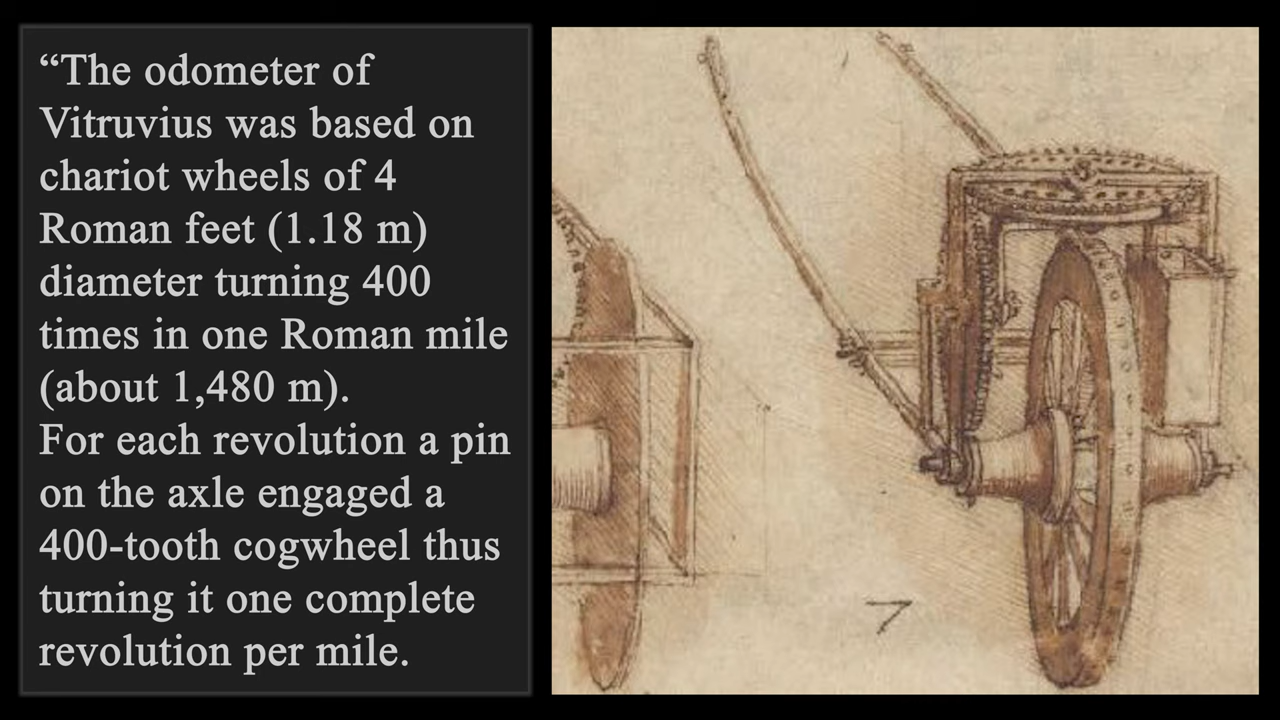 “The odometer of
Vitruvius was based on
chariot wheels of 4
Roman feet (1.18 m)
diameter turning 400
times in one Roman mile
(about 1,480 m).
For each revolution a pin
on the axle engaged a
400-tooth cogwheel thus
turning it one complete
revolution per mile.
7